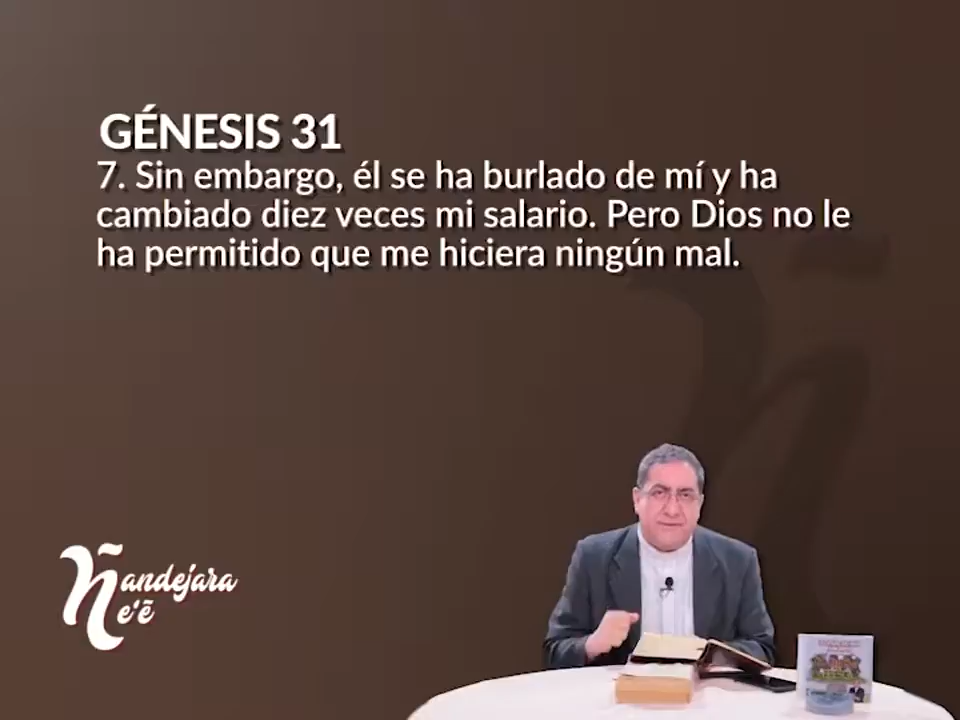 GÉNESIS 31
7. Sin embargo, él se ha burlado de mí y ha
cambiado diez veces mi salario. Pero Dios no le
ha permitido que me hiciera ningún mal.
Ñandejara
Ñe'ẽ